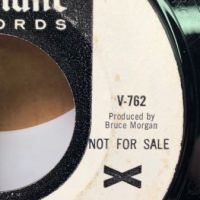 ORDS
V-762
Produced by
Bruce Morgan
NOT FOR SALE